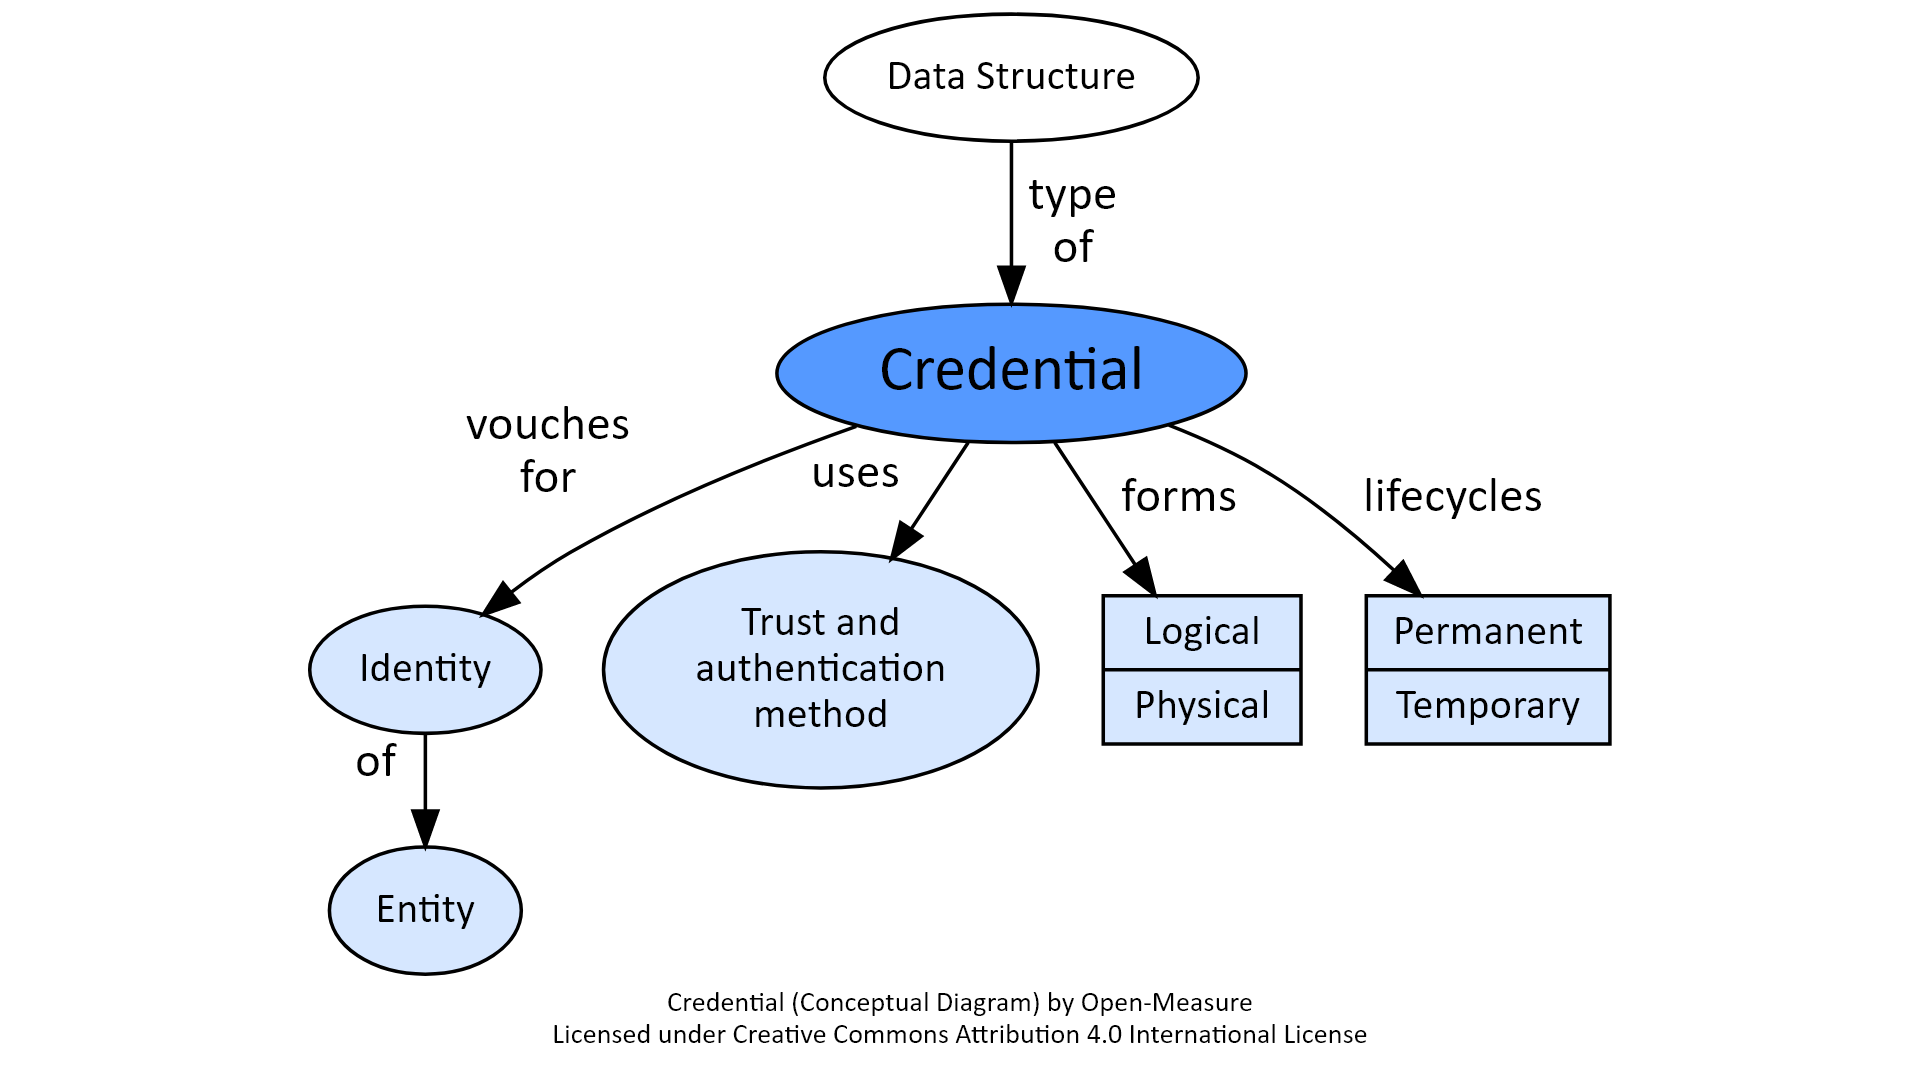 Data Structure
type
of
Credential
vouches
for
uses
forms
lifecycles
Identity
Trust and
authentication
method
Logical
Physical
Permanent
Temporary
of
Entity
Credential (Conceptual Diagram) by Open-Measure
Licensed under Creative Commons Attribution 4.0 International License